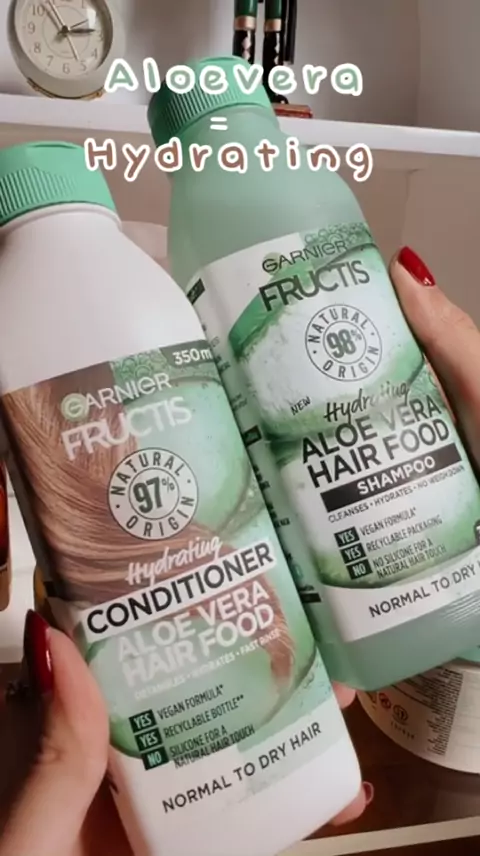 Aloevera
=
Hydrating
GARNIER
FRUCTIS
NATURAL
98%
ORIGIN
NEW
Hydrating
ALOE VERA
HAIR FOOD
SHAMPOO
CLEANSES • HYDRATES • NO WEIGHDOWN
YES VEGAN FORMULA*
YES RECYCLABLE PACKAGING
NO NO SILICONE FOR A
NATURAL HAIR TOUCH
NORMAL TO DRY
350 m
GARNIER
FRUCTIS
NATURAL
97%
ORIGIN
Hydrating
CONDITIONER
ALOE VERA
HAIR FOOD
DETANGLES • HYDRATES • FAST RINSE
YES VEGAN FORMULA*
YES RECYCLABLE BOTTLE**
NO SILICONE FOR A
NATURAL HAIR TOUCH
NORMAL TO DRY HAIR